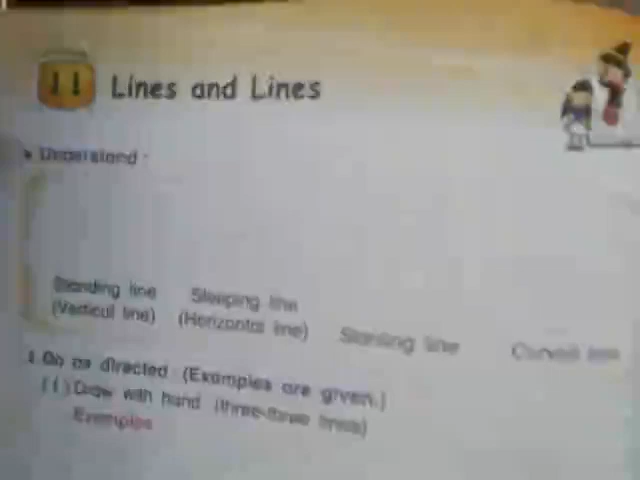 11 Lines and Lines
Understand :
Standing line Sleeping line
(Vertical line) (Horizontal line) Slanting line Curved line
Do as directed (Examples are given.)
(1) Draw with hand (three-three lines)
Examples